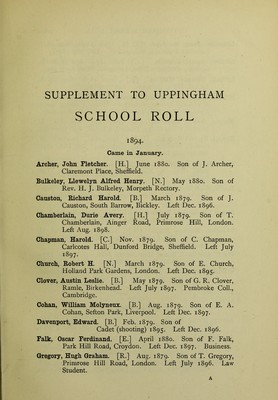 SUPPLEMENT TO UPPINGHAM
SCHOOL ROLL
1894.
Came in January.
Archer, John Fletcher. [H.] June 1880. Son of J. Archer,
Claremont Place, Sheffield.
Bulkeley, Llewelyn Alfred Henry. [N.] May 1880. Son of
Rev. H. J. Bulkeley, Morpeth Rectory.
Causton, Richard Harold. [B.] March 1879. Son of J.
Causton, South Barrow, Bickley. Left Dec. 1896.
Chamberlain, Durie Avery. [H.] July 1879. Son of T.
Chamberlain, Ainger Road, Primrose Hill, London.
Left Aug. 1898.
Chapman, Harold. [C.] Nov. 1879. Son of C. Chapman,
Carlcotes Hall, Dunford Bridge, Sheffield. Left July
1897.
Church, Robert H. [N.] March 1879. Son of E. Church,
Holland Park Gardens, London. Left Dec. 1895.
Clover, Austin Leslie. [B.] May 1879. Son of G. R. Clover,
Ramle, Birkenhead. Left July 1897. Pembroke Coll.,
Cambridge.
Cohan, William Molyneux. [B.] Aug. 1879. Son of E. A.
Cohan, Sefton Park, Liverpool. Left Dec. 1897.
Davenport, Edward. [B.] Feb. 1879. Son of
Cadet (shooting) 1895. Left Dec. 1896.
Falk, Oscar Ferdinand. [E.] April 1880. Son of F. Falk,
Park Hill Road, Croydon. Left Dec. 1897. Business.
Gregory, Hugh Graham. [R.] Aug. 1879. Son of T. Gregory,
Primrose Hill Road, London. Left July 1896. Law
Student.
A